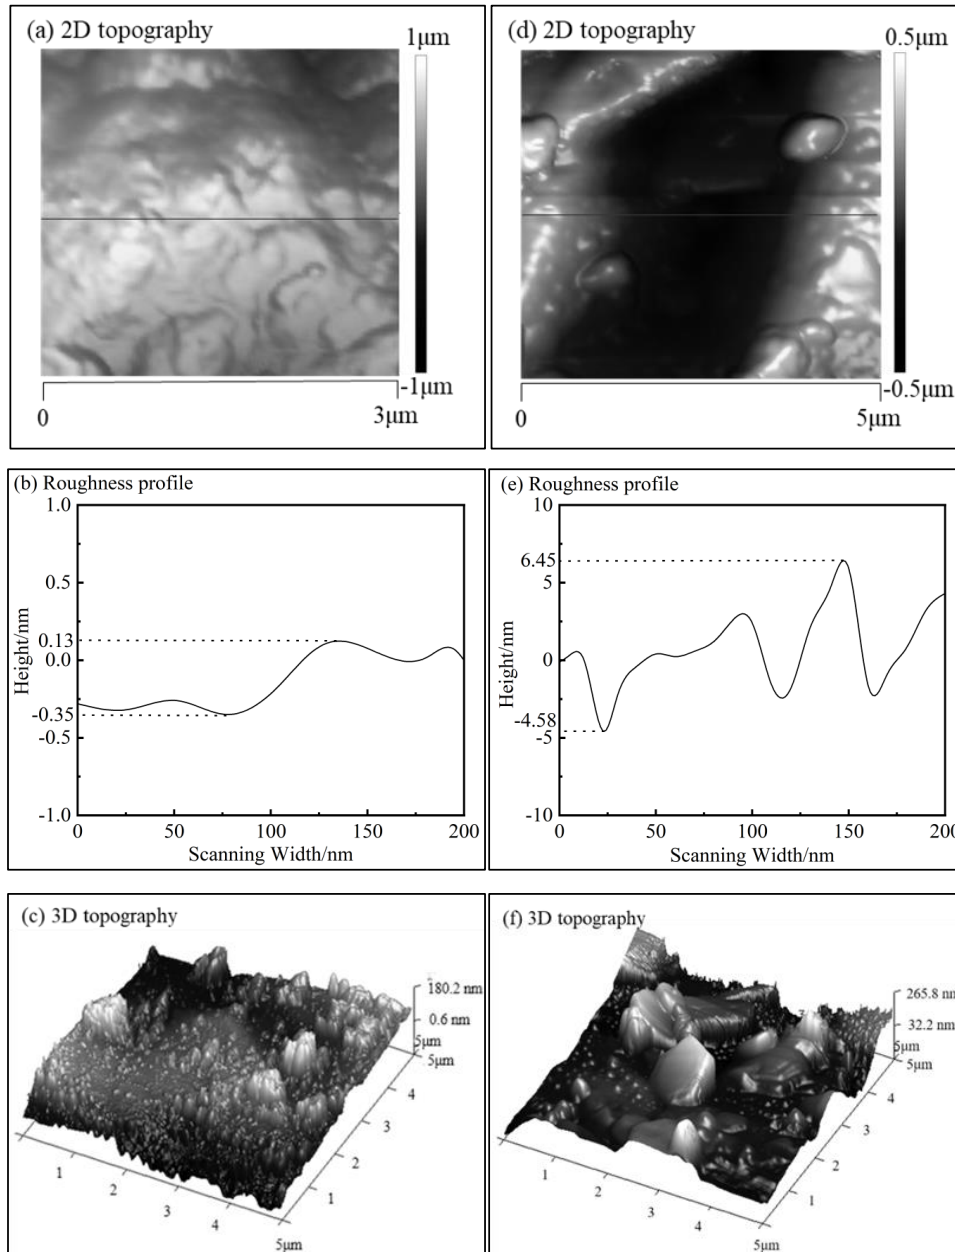 (a) 2D topography
1μm
-1μm
0
3μm
(d) 2D topography
0.5μm
-0.5μm
0
5μm
(b) Roughness profile
1.0
0.5
0.13
0.0
-0.35
-0.5
-1.0
Height/nm
0 50 100 150 200
Scanning Width/nm
(e) Roughness profile
10
6.45
5
0
-4.58
-5
-10
Height/nm
0 50 100 150 200
Scanning Width/nm
(c) 3D topography
180.2 nm
0.6 nm
5μm
5μm
4
3
2
1
1
2
3
4
5μm
(f) 3D topography
265.8 nm
32.2 nm
5μm
5μm
4
3
2
1
1
2
3
4
5μm